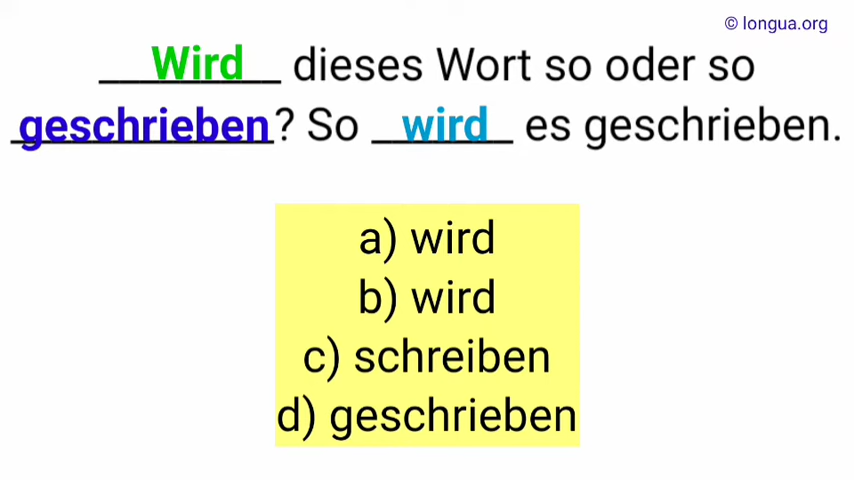 © longua.org
Wird dieses Wort so oder so
geschrieben? So wird es geschrieben.
a) wird
b) wird
c) schreiben
d) geschrieben